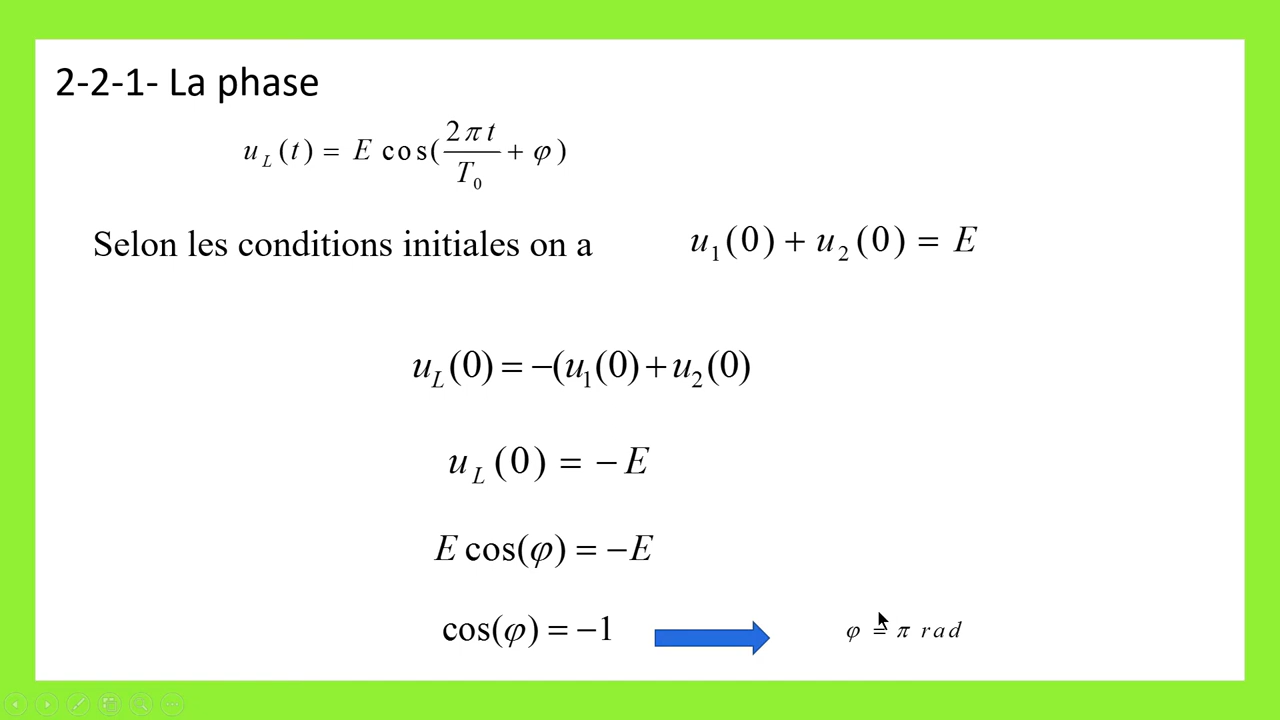 2-2-1- La phase
u_L(t) = E cos(2πt/T_0 + φ)
Selon les conditions initiales on a u_1(0) + u_2(0) = E
u_L(0) = −(u_1(0) + u_2(0)
u_L(0) = −E
E cos(φ) = −E
cos(φ) = −1 φ = π rad